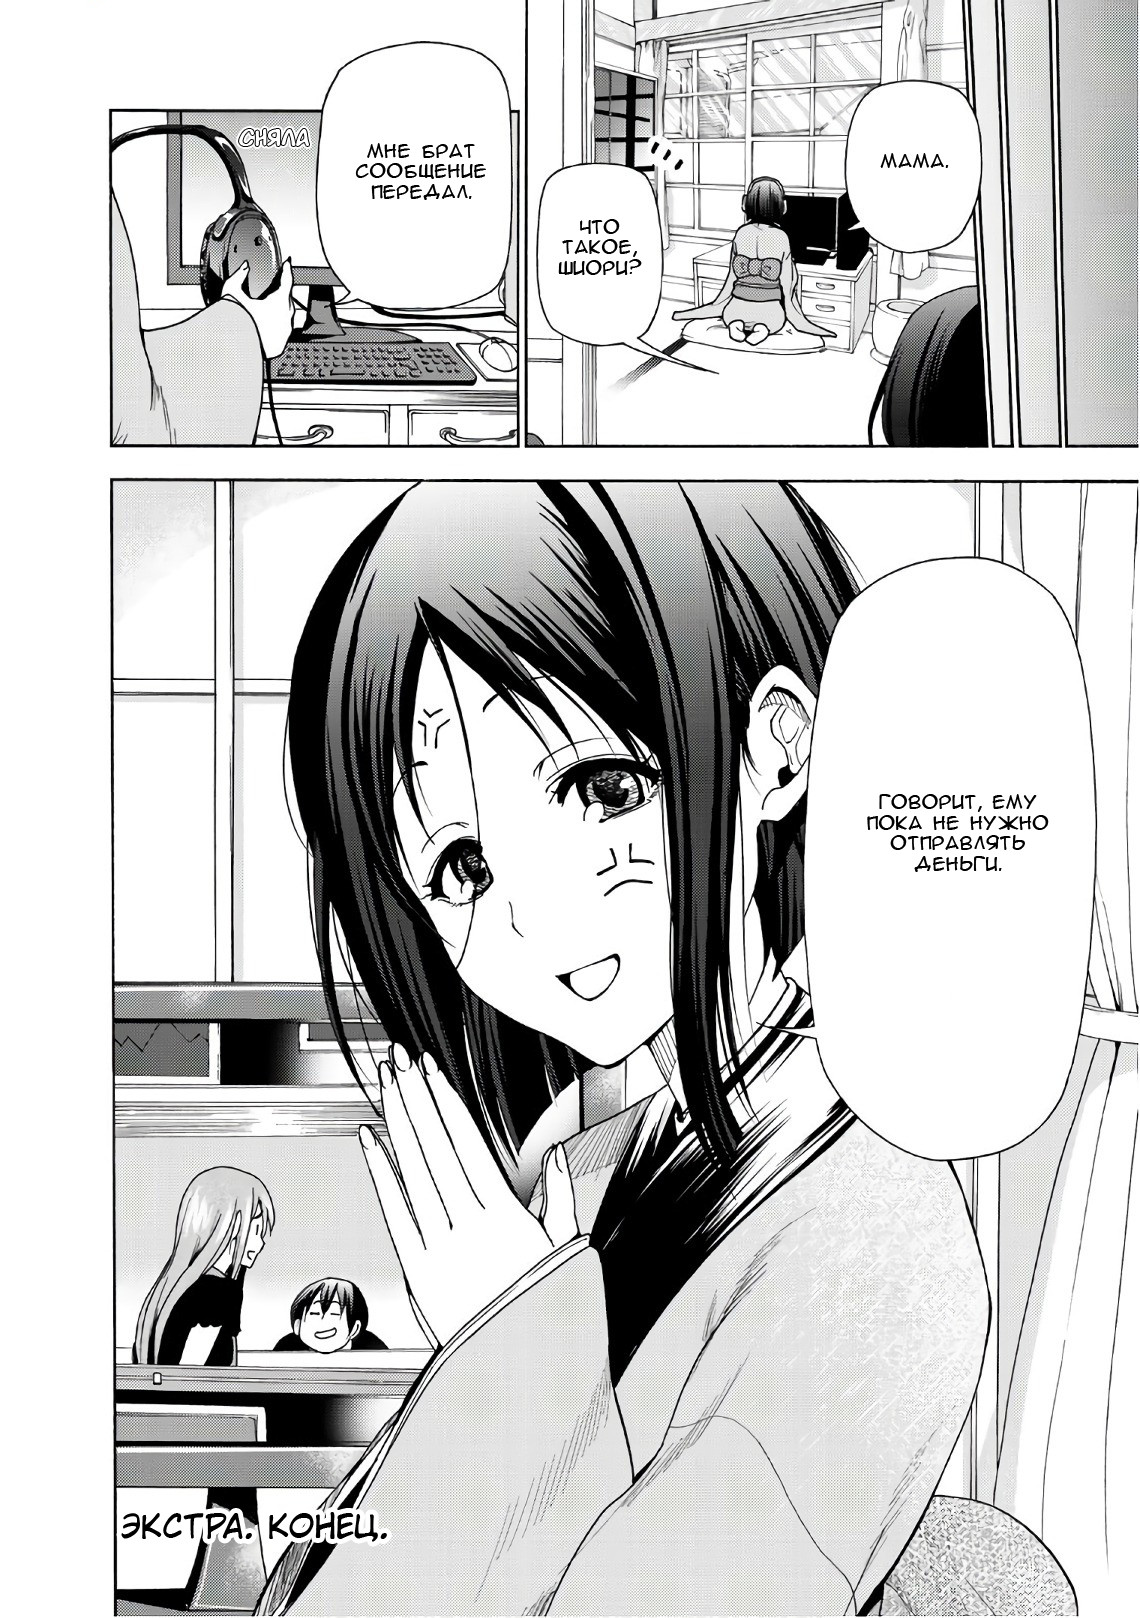 МАМА.
ЧТО
ТАКОЕ,
ШИОРИ?
МНЕ БРАТ
СООБЩЕНИЕ
ПЕРЕДАЛ.
СНЯЛА
ГОВОРИТ, ЕМУ
ПОКА НЕ НУЖНО
ОТПРАВЛЯТЬ
ДЕНЬГИ.
ЭКСТРА. КОНЕЦ.